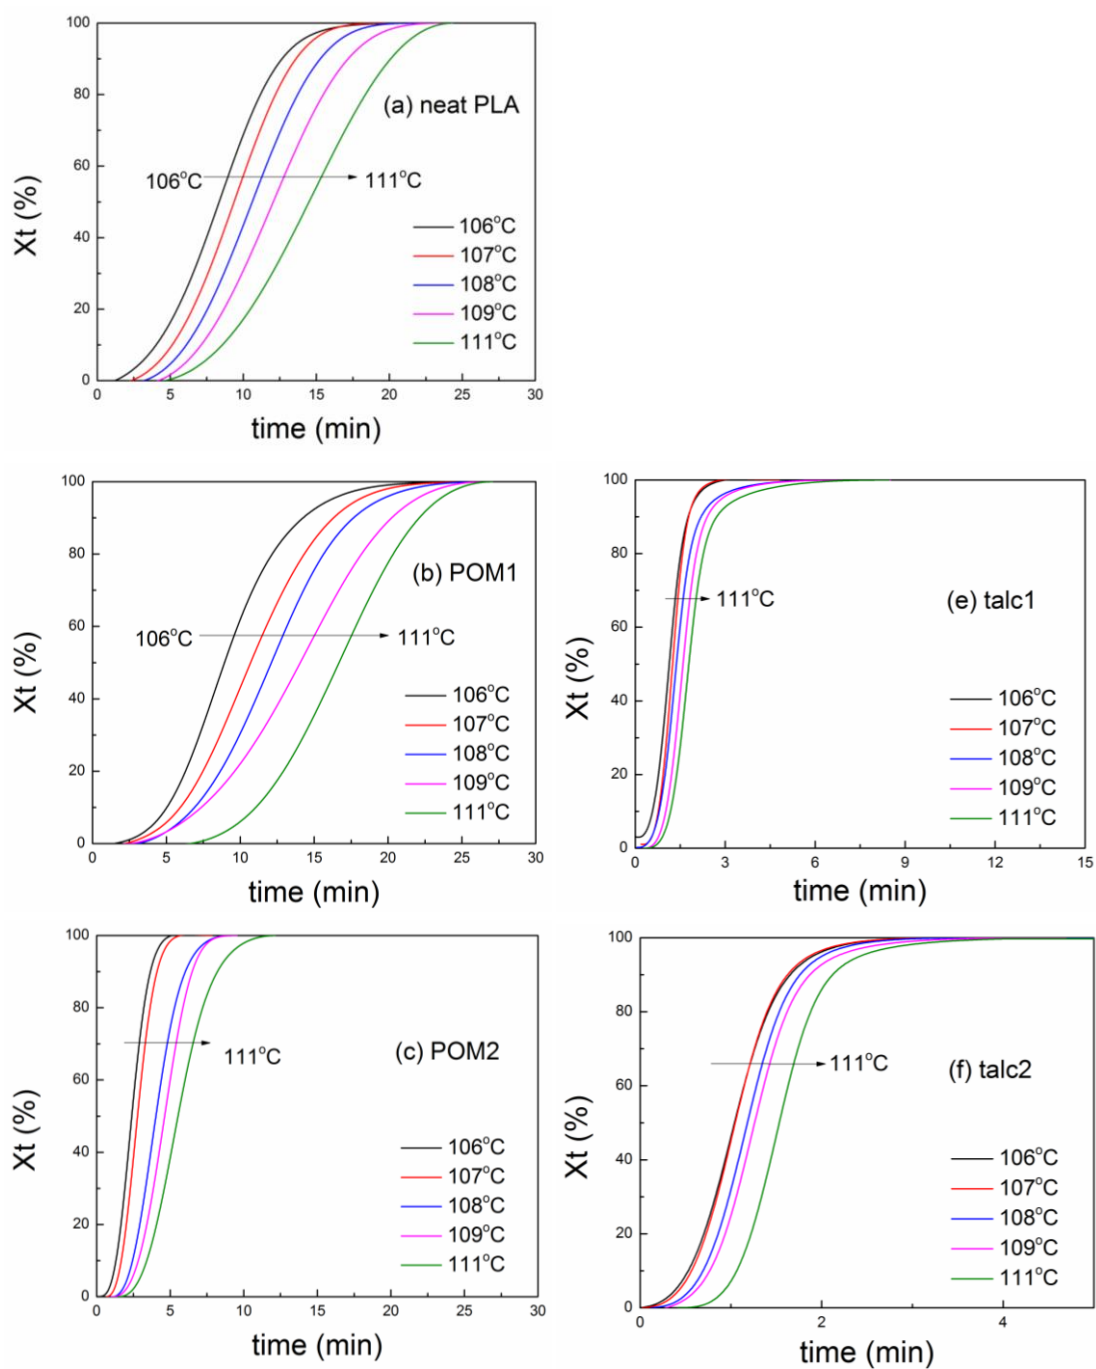 100
80
60
40
20
0
Xt (%)
(a) neat PLA
106°C
111°C
106°C
107°C
108°C
109°C
111°C
0 5 10 15 20 25 30
time (min)
100
80
60
40
20
0
Xt (%)
(b) POM1
106°C
111°C
106°C
107°C
108°C
109°C
111°C
0 5 10 15 20 25 30
time (min)
100
80
60
40
20
0
Xt (%)
111°C
(e) talc1
106°C
107°C
108°C
109°C
111°C
0 3 6 9 12 15
time (min)
100
80
60
40
20
0
Xt (%)
111°C
(c) POM2
106°C
107°C
108°C
109°C
111°C
0 5 10 15 20 25 30
time (min)
100
80
60
40
20
0
Xt (%)
111°C
(f) talc2
106°C
107°C
108°C
109°C
111°C
0 2 4
time (min)